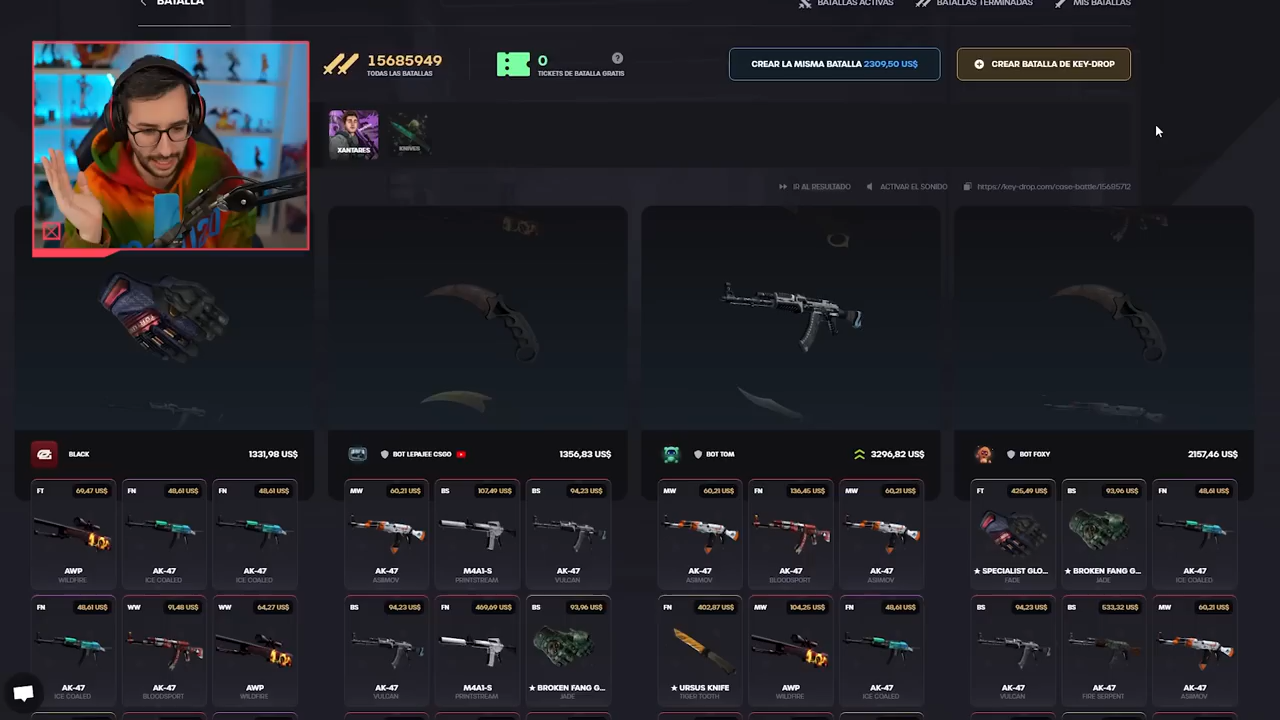 BATALLA
BATALLAS ACTIVAS
BATALLAS TERMINADAS
MIS BATALLAS
15685949
TODAS LAS BATALLAS
0
TICKETS DE BATALLA GRATIS
?
CREAR LA MISMA BATALLA 2309,50 US$
CREAR BATALLA DE KEY-DROP
XANTARES
KNIVES
IR AL RESULTADO
ACTIVAR EL SONIDO
https://key-drop.com/case-battle/15685712
BLACK
1331,98 US$
BOT LEPAJEE CSGO
1356,83 US$
BOT TOM
3296,82 US$
BOT FOXY
2157,46 US$
FT 69,47 US$
FN 48,61 US$
FN 48,61 US$
MW 60,21 US$
BS 107,49 US$
BS 94,23 US$
MW 60,21 US$
FN 136,45 US$
MW 60,21 US$
FT 425,49 US$
BS 93,96 US$
FN 48,61 US$
AWP
WILDFIRE
AK-47
ICE COALED
AK-47
ICE COALED
AK-47
ASIIMOV
M4A1-S
PRINTSTREAM
AK-47
VULCAN
AK-47
ASIIMOV
AK-47
BLOODSPORT
AK-47
ASIIMOV
★ SPECIALIST GLO...
FADE
★ BROKEN FANG G...
JADE
AK-47
ICE COALED
FN 48,61 US$
WW 91,48 US$
WW 64,27 US$
BS 94,23 US$
FN 469,69 US$
BS 93,96 US$
FN 402,87 US$
MW 104,25 US$
FN 48,61 US$
BS 94,23 US$
BS 533,32 US$
MW 60,21 US$
AK-47
ICE COALED
AK-47
BLOODSPORT
AWP
WILDFIRE
AK-47
VULCAN
M4A1-S
PRINTSTREAM
★ BROKEN FANG G...
JADE
★ URSUS KNIFE
TIGER TOOTH
AWP
WILDFIRE
AK-47
ICE COALED
AK-47
VULCAN
AK-47
FIRE SERPENT
AK-47
ASIIMOV